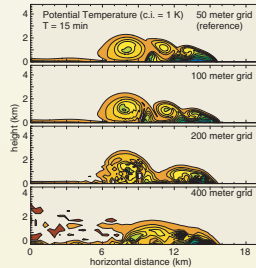 Potential Temperature (c.i. = 1 K)
T = 15 min
50 meter grid
(reference)
100 meter grid
200 meter grid
400 meter grid
height (km)
4
2
0
4
2
0
4
2
0
4
2
0
0 6 12 18
horizontal distance (km)